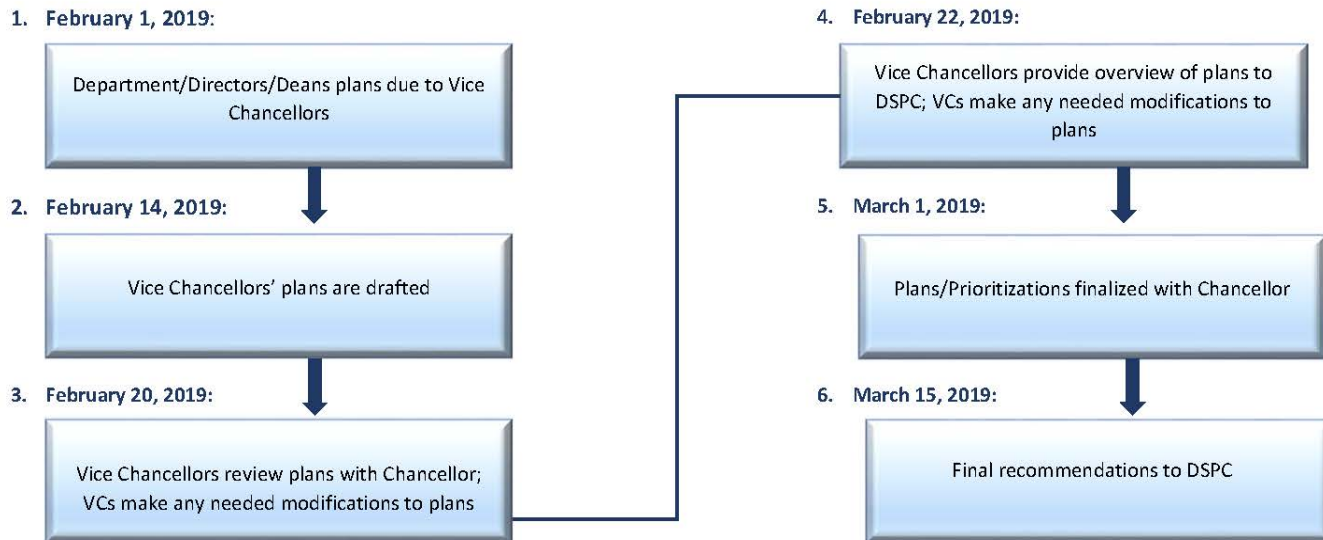 1. February 1, 2019:
Department/Directors/Deans plans due to Vice
Chancellors
2. February 14, 2019:
Vice Chancellors’ plans are drafted
3. February 20, 2019:
Vice Chancellors review plans with Chancellor;
VCs make any needed modifications to plans
4. February 22, 2019:
Vice Chancellors provide overview of plans to
DSPC; VCs make any needed modifications to
plans
5. March 1, 2019:
Plans/Prioritizations finalized with Chancellor
6. March 15, 2019:
Final recommendations to DSPC